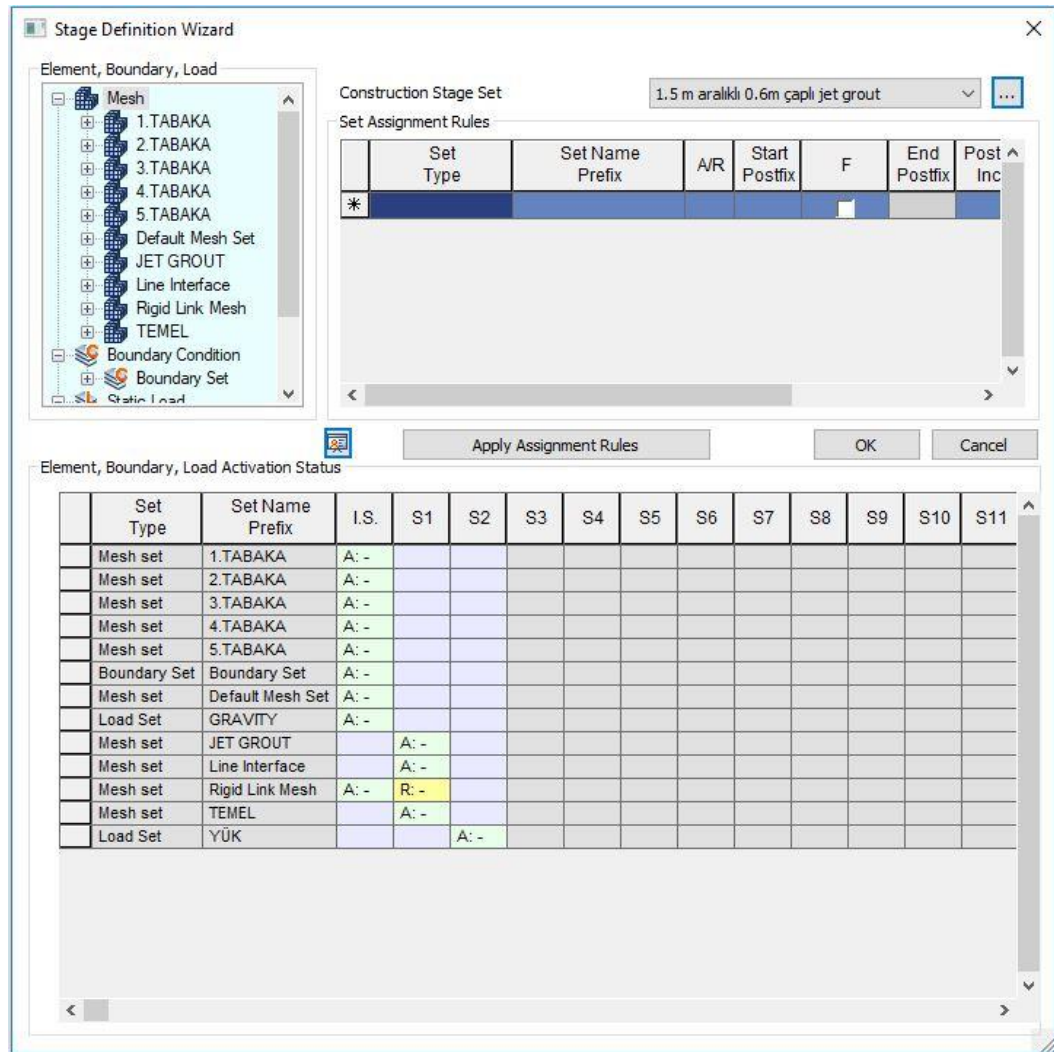 Stage Definition Wizard
Element, Boundary, Load
Mesh
1.TABAKA
2.TABAKA
3.TABAKA
4.TABAKA
5.TABAKA
Default Mesh Set
JET GROUT
Line Interface
Rigid Link Mesh
TEMEL
Boundary Condition
Boundary Set
Static Load
Construction Stage Set 1.5 m aralıklı 0.6m çaplı jet grout ...
Set Assignment Rules
Set Type Set Name Prefix A/R Start Postfix F End Postfix Post Inc
*
Apply Assignment Rules OK Cancel
Element, Boundary, Load Activation Status
Set Type Set Name Prefix I.S. S1 S2 S3 S4 S5 S6 S7 S8 S9 S10 S11
Mesh set 1.TABAKA A: -
Mesh set 2.TABAKA A: -
Mesh set 3.TABAKA A: -
Mesh set 4.TABAKA A: -
Mesh set 5.TABAKA A: -
Boundary Set Boundary Set A: -
Mesh set Default Mesh Set A: -
Load Set GRAVITY A: -
Mesh set JET GROUT A: -
Mesh set Line Interface A: -
Mesh set Rigid Link Mesh A: - R: -
Mesh set TEMEL A: -
Load Set YÜK A: -